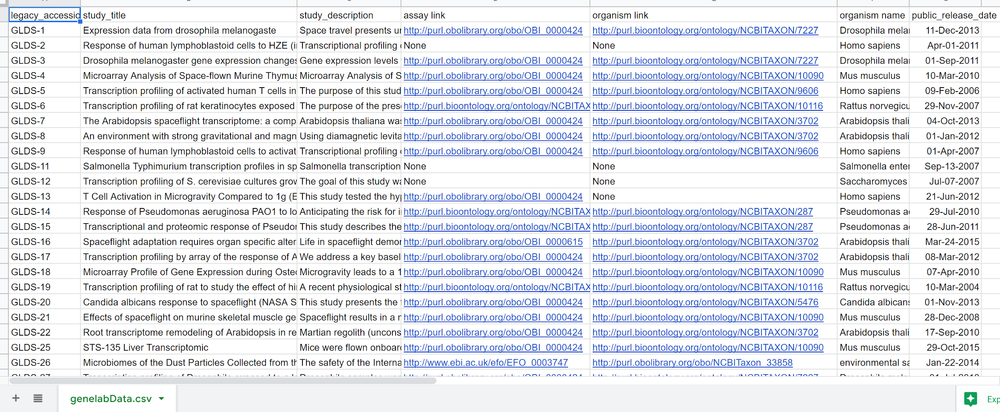 legacy_accessio study_title study_description assay link organism link organism name public_release_date
GLDS-1 Expression data from drosophila melanogaste Space travel presents ur http://purl.obolibrary.org/obo/OBI_0000424 http://purl.bioontology.org/ontology/NCBITAXON/7227 Drosophila mela 11-Dec-2013
GLDS-2 Response of human lymphoblastoid cells to HZE (i Transcriptional profiling None None Homo sapiens Apr-01-2011
GLDS-3 Drosophila melanogaster gene expression changes Gene expression levels http://purl.obolibrary.org/obo/OBI_0000424 http://purl.bioontology.org/ontology/NCBITAXON/7227 Drosophila mela 01-Sep-2011
GLDS-4 Microarray Analysis of Space-flown Murine Thymus Microarray Analysis of S http://purl.obolibrary.org/obo/OBI_0000424 http://purl.bioontology.org/ontology/NCBITAXON/10090 Mus musculus 10-Mar-2010
GLDS-5 Transcription profiling of activated human T cells in The purpose of this stud http://purl.obolibrary.org/obo/OBI_0000424 http://purl.bioontology.org/ontology/NCBITAXON/9606 Homo sapiens 09-Feb-2006
GLDS-6 Transcription profiling of rat keratinocytes exposed The purpose of the pres http://purl.bioontology.org/ontology/NCBITAX http://purl.bioontology.org/ontology/NCBITAXON/10116 Rattus norvegicu 29-Nov-2007
GLDS-7 The Arabidopsis spaceflight transcriptome: a comp Arabidopsis thaliana was http://purl.obolibrary.org/obo/OBI_0000424 http://purl.bioontology.org/ontology/NCBITAXON/3702 Arabidopsis thali 04-Oct-2013
GLDS-8 An environment with strong gravitational and magn Using diamagnetic levita http://purl.obolibrary.org/obo/OBI_0000424 http://purl.bioontology.org/ontology/NCBITAXON/3702 Arabidopsis thali 01-Jan-2012
GLDS-9 Response of human lymphoblastoid cells to activat Transcriptional profiling http://purl.obolibrary.org/obo/OBI_0000424 http://purl.bioontology.org/ontology/NCBITAXON/9606 Homo sapiens 01-Apr-2007
GLDS-11 Salmonella Typhimurium transcription profiles in sp Salmonella transcription None None Salmonella enter Sep-13-2007
GLDS-12 Transcription profiling of S. cerevisiae cultures grow The goal of this study wa None None Saccharomyces Jul-07-2007
GLDS-13 T Cell Activation in Microgravity Compared to 1g (E This study tested the hyp http://purl.obolibrary.org/obo/OBI_0000424 None Homo sapiens 21-Jun-2012
GLDS-14 Response of Pseudomonas aeruginosa PAO1 to lo Anticipating the risk for i http://purl.bioontology.org/ontology/NCBITAX http://purl.bioontology.org/ontology/NCBITAXON/287 Pseudomonas a 29-Jul-2010
GLDS-15 Transcriptional and proteomic response of Pseudo This study describes the http://purl.bioontology.org/ontology/NCBITAX http://purl.bioontology.org/ontology/NCBITAXON/287 Pseudomonas a 28-Jun-2011
GLDS-16 Spaceflight adaptation requires organ specific alter Life in spaceflight demo http://purl.obolibrary.org/obo/OBI_0000615 http://purl.bioontology.org/ontology/NCBITAXON/3702 Arabidopsis thali Mar-24-2015
GLDS-17 Transcription profiling by array of the response of A We address a key basel http://purl.obolibrary.org/obo/OBI_0000424 http://purl.bioontology.org/ontology/NCBITAXON/3702 Arabidopsis thali 08-Mar-2012
GLDS-18 Microarray Profile of Gene Expression during Osteo Microgravity leads to a 1 http://purl.obolibrary.org/obo/OBI_0000424 http://purl.bioontology.org/ontology/NCBITAXON/10090 Mus musculus 07-Apr-2010
GLDS-19 Transcription profiling of rat to study the effect of hi A recent physiological st http://purl.bioontology.org/ontology/NCBITAX http://purl.bioontology.org/ontology/NCBITAXON/10116 Rattus norvegicu 10-Mar-2004
GLDS-20 Candida albicans response to spaceflight (NASA S This study presents the http://purl.obolibrary.org/obo/OBI_0000424 http://purl.bioontology.org/ontology/NCBITAXON/5476 Candida albicans 01-Nov-2013
GLDS-21 Effects of spaceflight on murine skeletal muscle ge Spaceflight results in a r http://purl.obolibrary.org/obo/OBI_0000424 http://purl.bioontology.org/ontology/NCBITAXON/10090 Mus musculus 28-Dec-2008
GLDS-22 Root transcriptome remodeling of Arabidopsis in re Martian regolith (uncons http://purl.obolibrary.org/obo/OBI_0000424 http://purl.bioontology.org/ontology/NCBITAXON/3702 Arabidopsis thali 17-Sep-2010
GLDS-25 STS-135 Liver Transcriptomic Mice were flown onboar http://purl.obolibrary.org/obo/OBI_0000424 http://purl.bioontology.org/ontology/NCBITAXON/10090 Mus musculus 29-Oct-2015
GLDS-26 Microbiomes of the Dust Particles Collected from th The safety of the Interna http://www.ebi.ac.uk/efo/EFO_0003747 http://purl.obolibrary.org/obo/NCBITaxon_33858 environmental sa Jan-22-2014
genelabData.csv
Exp